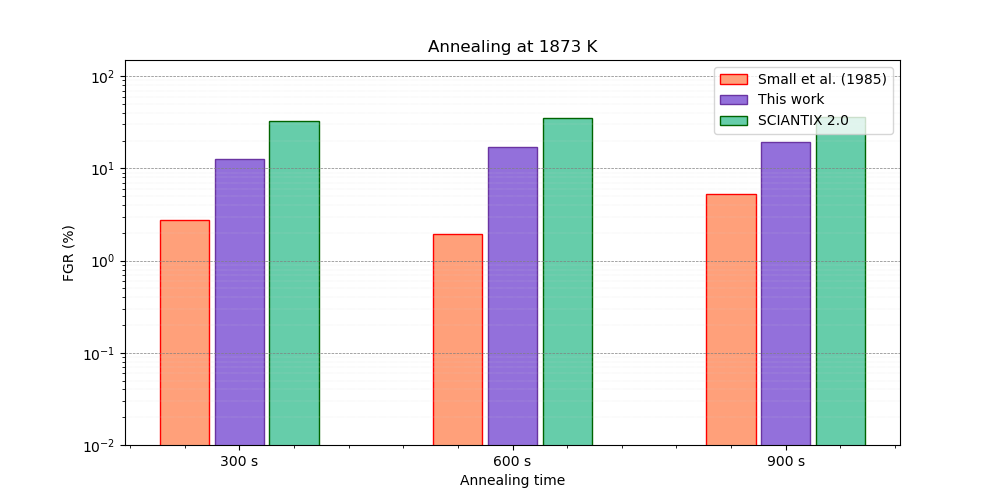 Annealing at 1873 K
Small et al. (1985)
This work
SCIANTIX 2.0
FGR (%)
10²
10¹
10⁰
10⁻¹
10⁻²
300 s 600 s 900 s
Annealing time